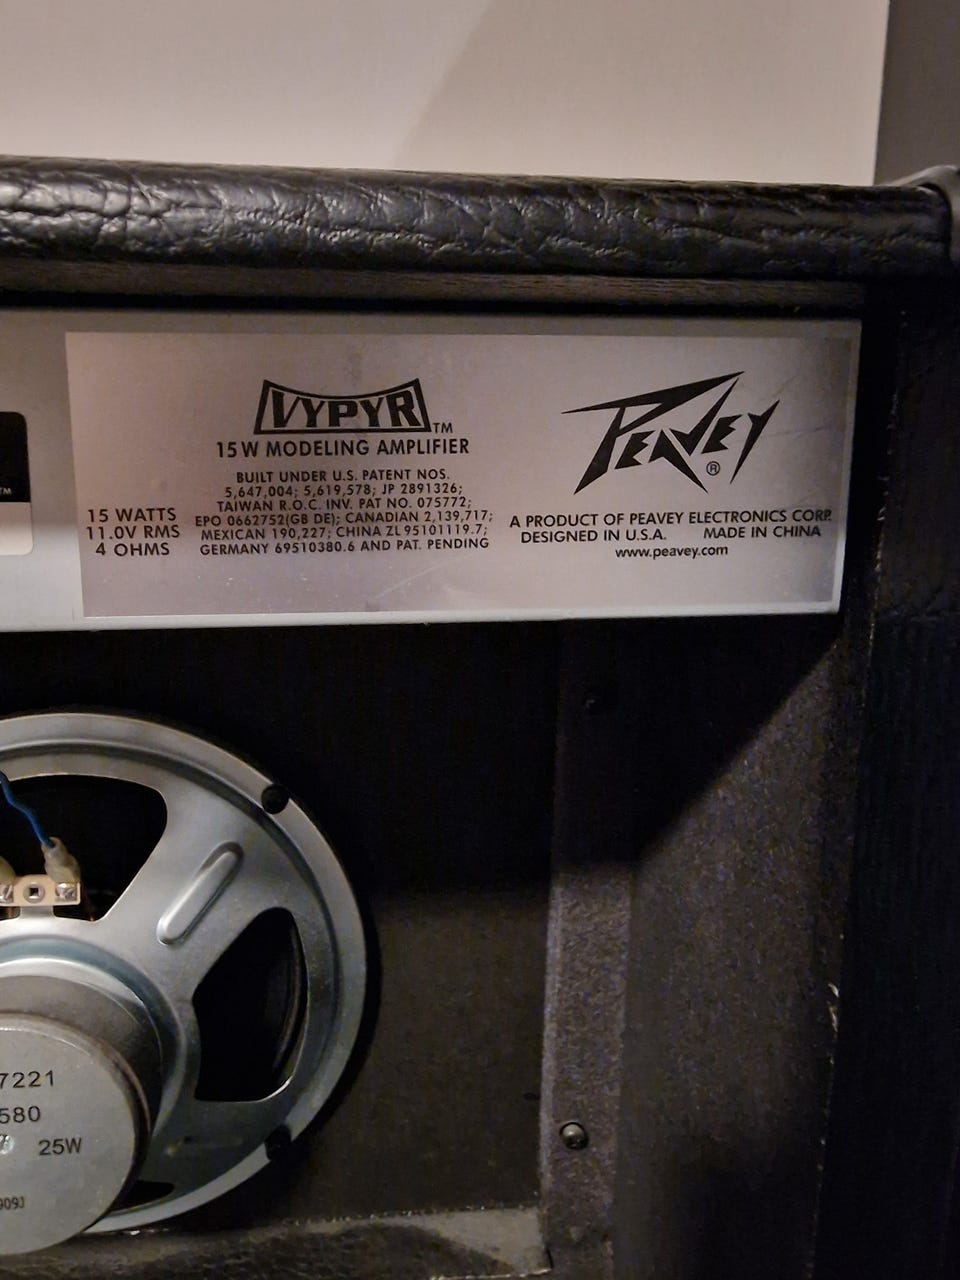 VYPYR™
15W MODELING AMPLIFIER
BUILT UNDER U.S. PATENT NOS.
5,647,004; 5,619,578; JP 2891326;
TAIWAN R.O.C. INV. PAT NO. 075772;
EPO 0662752(GB DE); CANADIAN 2,139,717;
MEXICAN 190,227; CHINA ZL 95101119.7;
GERMANY 69510380.6 AND PAT. PENDING
15 WATTS
11.0V RMS
4 OHMS
PEAVEY®
A PRODUCT OF PEAVEY ELECTRONICS CORP.
DESIGNED IN U.S.A. MADE IN CHINA
www.peavey.com
TM
7221
580
25W